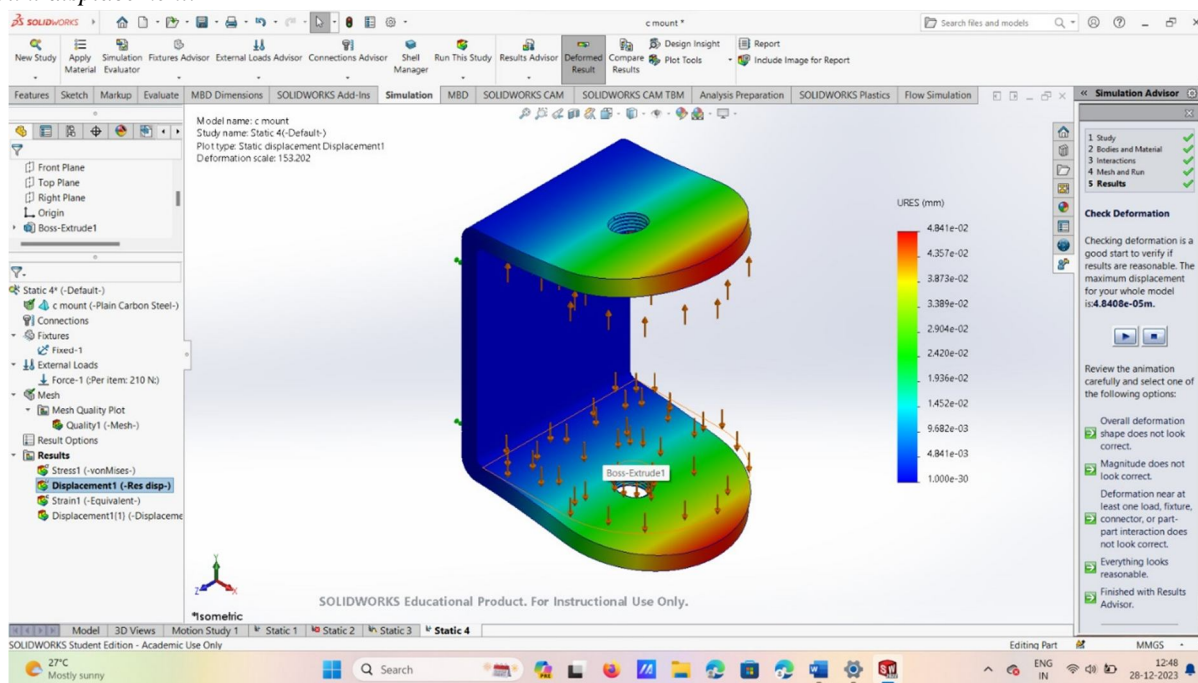 SOLIDWORKS
c mount *
Search files and models
New Study
Apply Material
Simulation Evaluator
Fixtures Advisor
External Loads Advisor
Connections Advisor
Shell Manager
Run This Study
Results Advisor
Deformed Result
Compare Results
Design Insight
Plot Tools
Report
Include Image for Report
Features Sketch Markup Evaluate MBD Dimensions SOLIDWORKS Add-Ins Simulation MBD SOLIDWORKS CAM SOLIDWORKS CAM TBM Analysis Preparation SOLIDWORKS Plastics Flow Simulation
Front Plane
Top Plane
Right Plane
Origin
Boss-Extrude1
Static 4* (-Default-)
c mount (-Plain Carbon Steel-)
Connections
Fixtures
Fixed-1
External Loads
Force-1 (:Per item: 210 N:)
Mesh
Mesh Quality Plot
Quality1 (-Mesh-)
Result Options
Results
Stress1 (-vonMises-)
Displacement1 (-Res disp-)
Strain1 (-Equivalent-)
Displacement1{1} (-Displaceme
Model name: c mount
Study name: Static 4(-Default-)
Plot type: Static displacement Displacement1
Deformation scale: 153.202
Boss-Extrude1
URES (mm)
4.841e-02
4.357e-02
3.873e-02
3.389e-02
2.904e-02
2.420e-02
1.936e-02
1.452e-02
9.682e-03
4.841e-03
1.000e-30
Y
Z
X
*Isometric
SOLIDWORKS Educational Product. For Instructional Use Only.
Simulation Advisor
1 Study
2 Bodies and Material
3 Interactions
4 Mesh and Run
5 Results
Check Deformation
Checking deformation is a
good start to verify if
results are reasonable. The
maximum displacement
for your whole model
is:4.8408e-05m.
Review the animation
carefully and select one of
the following options:
Overall deformation
shape does not look
correct.
Magnitude does not
look correct.
Deformation near at
least one load, fixture,
connector, or part-
part interaction does
not look correct.
Everything looks
reasonable.
Finished with Results
Advisor.
Model 3D Views Motion Study 1 Static 1 Static 2 Static 3 Static 4
SOLIDWORKS Student Edition - Academic Use Only
Editing Part
MMGS
27°C
Mostly sunny
Search
ENG
IN
12:48
28-12-2023